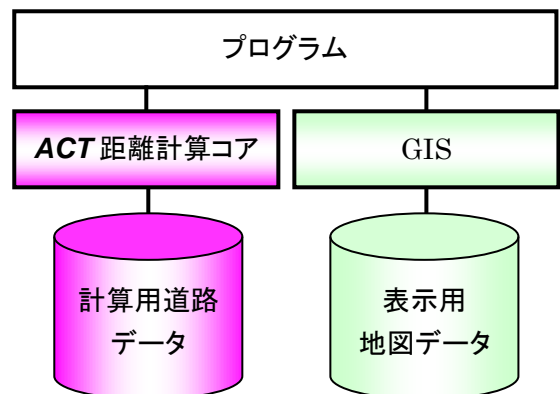 プログラム
ACT 距離計算コア
GIS
計算用道路
データ
表示用
地図データ